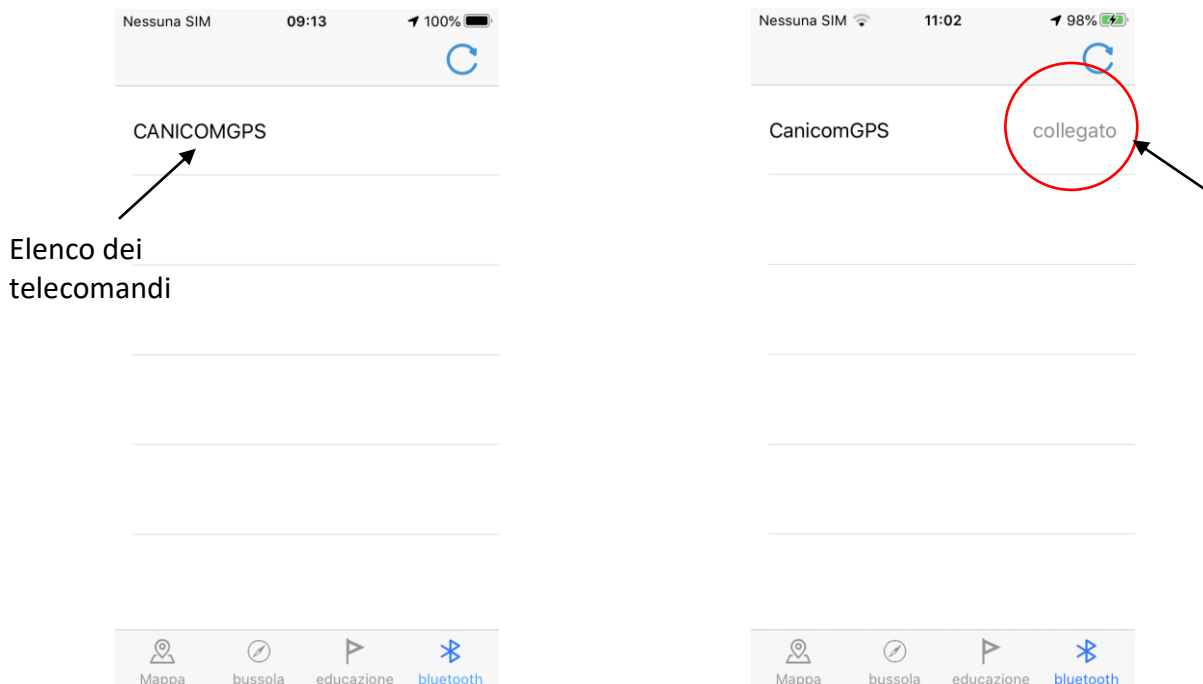 Nessuna SIM 09:13 100%
CANICOMGPS
Elenco dei
telecomandi
Mappa bussola educazione bluetooth
Nessuna SIM 11:02 98%
CanicomGPS collegato
Mappa bussola educazione bluetooth